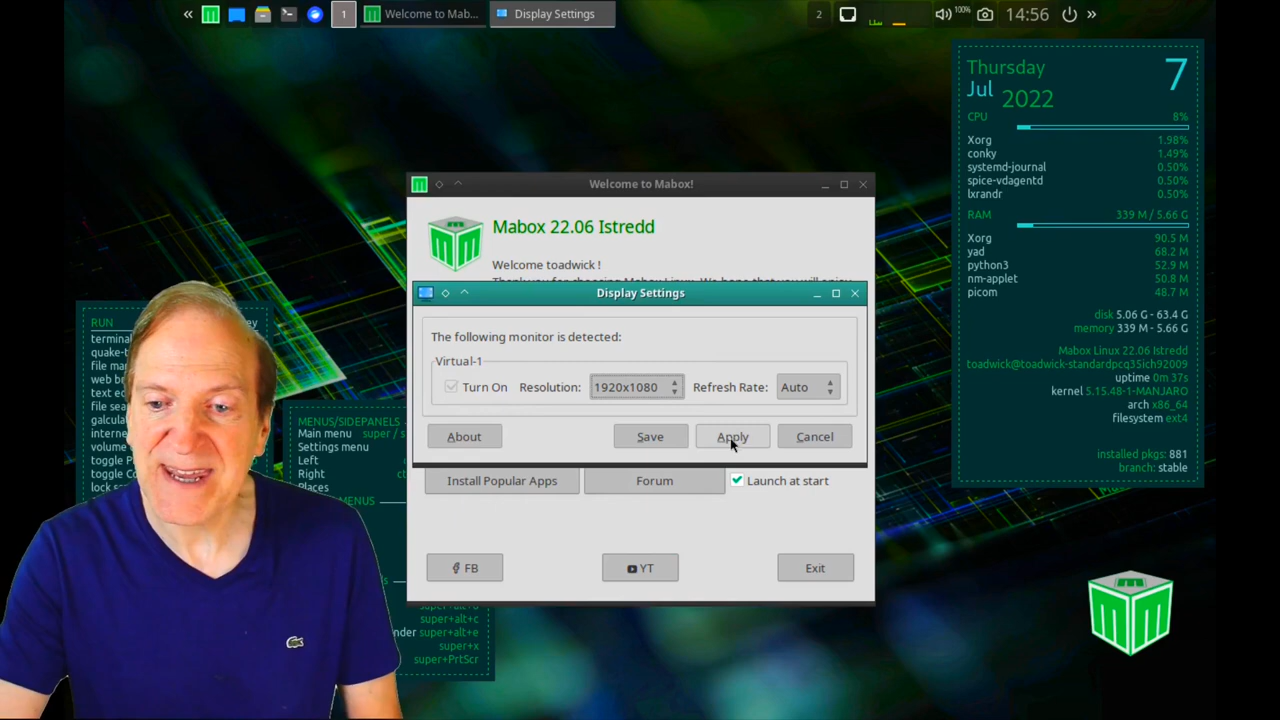 «
1
Welcome to Mab...
Display Settings
2
100%
14:56
»
Thursday
7
Jul
2022
CPU 8%
Xorg 1.98%
conky 1.49%
systemd-journal 0.50%
spice-vdagentd 0.50%
lxrandr 0.50%
RAM 339 M / 5.66 G
Xorg 90.5 M
yad 68.2 M
python3 52.9 M
nm-applet 50.8 M
picom 48.7 M
disk 5.06 G - 63.4 G
memory 339 M - 5.66 G
Mabox Linux 22.06 Istredd
toadwick@toadwick-standardpcq35ich92009
uptime 0m 37s
kernel 5.15.48-1-MANJARO
arch x86_64
filesystem ext4
installed pkgs: 881
branch: stable
Welcome to Mabox!
Mabox 22.06 Istredd
Welcome toadwick !
Display Settings
The following monitor is detected:
Virtual-1
Turn On Resolution: 1920x1080 Refresh Rate: Auto
About Save Apply Cancel
Install Popular Apps Forum Launch at start
FB YT Exit
RUN
MENUS/SIDEPANELS
Main menu super /
Settings menu
Left
Right
Places
super+alt+c
super+alt+e
super+x
super+PrtScr